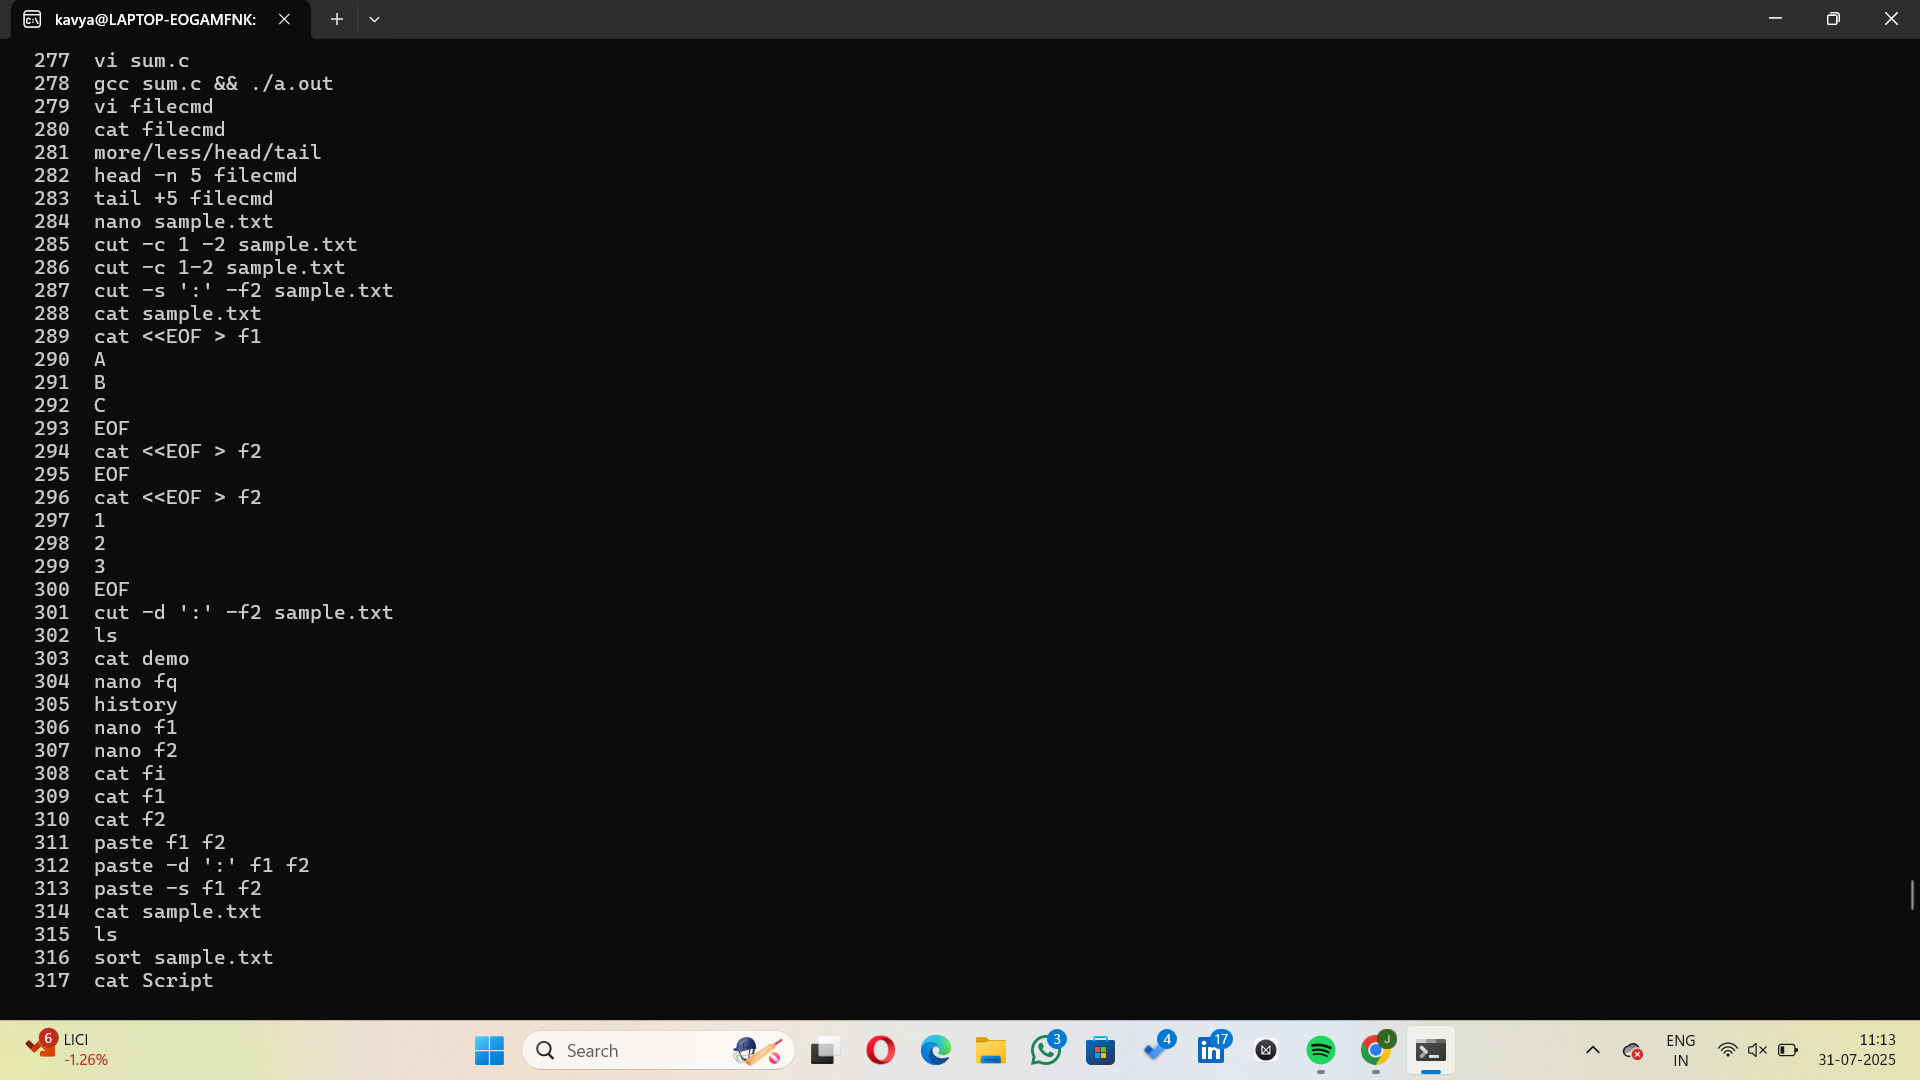 kavya@LAPTOP-EOGAMFNK:
277 vi sum.c
278 gcc sum.c && ./a.out
279 vi filecmd
280 cat filecmd
281 more/less/head/tail
282 head -n 5 filecmd
283 tail +5 filecmd
284 nano sample.txt
285 cut -c 1 -2 sample.txt
286 cut -c 1-2 sample.txt
287 cut -s ':' -f2 sample.txt
288 cat sample.txt
289 cat <<EOF > f1
290 A
291 B
292 C
293 EOF
294 cat <<EOF > f2
295 EOF
296 cat <<EOF > f2
297 1
298 2
299 3
300 EOF
301 cut -d ':' -f2 sample.txt
302 ls
303 cat demo
304 nano fq
305 history
306 nano f1
307 nano f2
308 cat fi
309 cat f1
310 cat f2
311 paste f1 f2
312 paste -d ':' f1 f2
313 paste -s f1 f2
314 cat sample.txt
315 ls
316 sort sample.txt
317 cat Script
6 LICI
-1.26%
Search
3
4
17
J
ENG
IN
11:13
31-07-2025